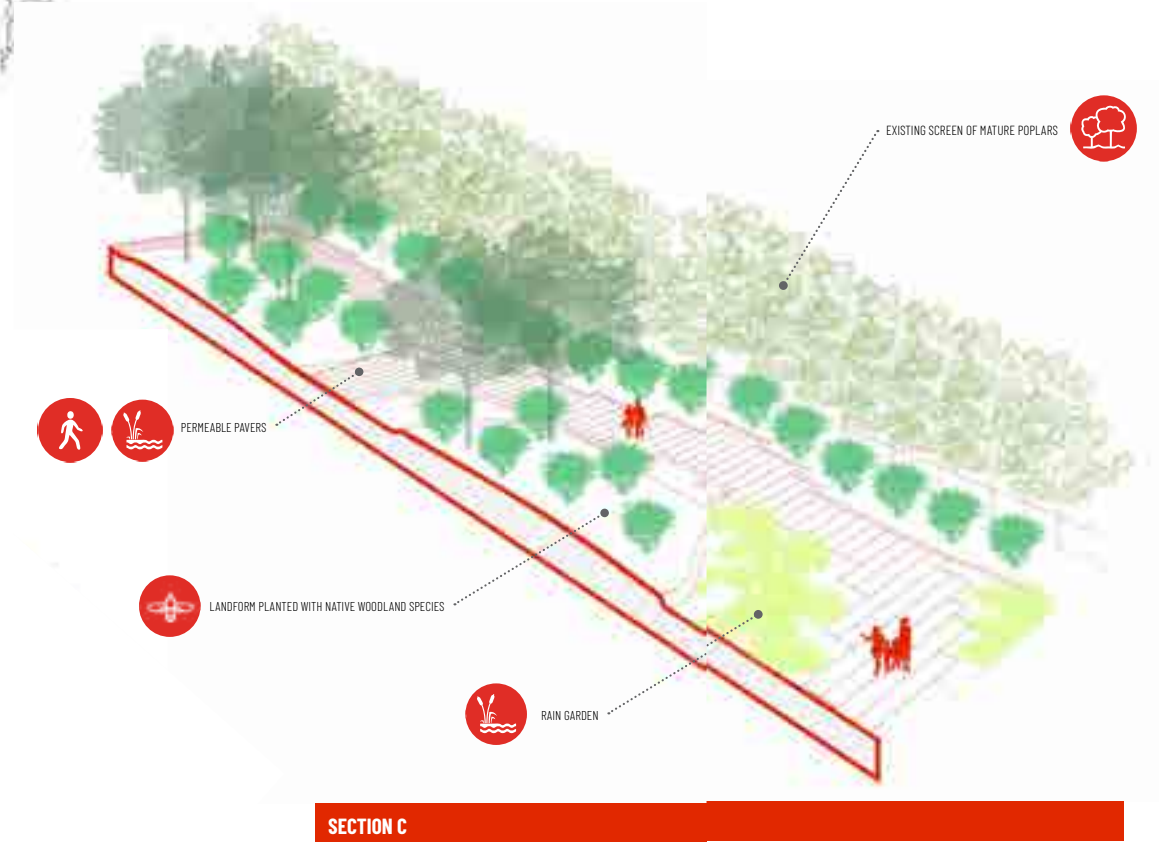 EXISTING SCREEN OF MATURE POPLARS
PERMEABLE PAVERS
LANDFORM PLANTED WITH NATIVE WOODLAND SPECIES
RAIN GARDEN
SECTION C